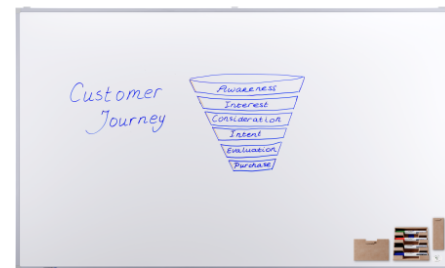 Customer
Journey
Awareness
Interest
Consideration
Intent
Evaluation
Purchase